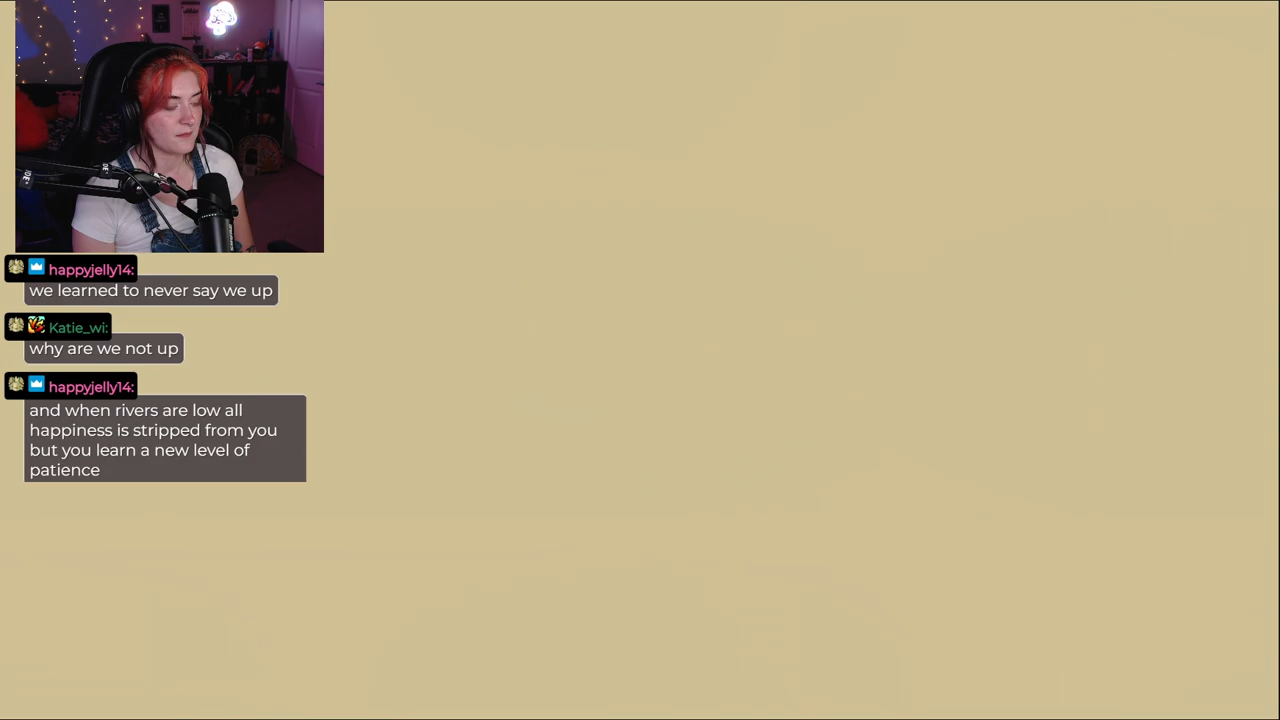 happyjelly14:
we learned to never say we up
Katie_wi:
why are we not up
happyjelly14:
and when rivers are low all
happiness is stripped from you
but you learn a new level of
patience